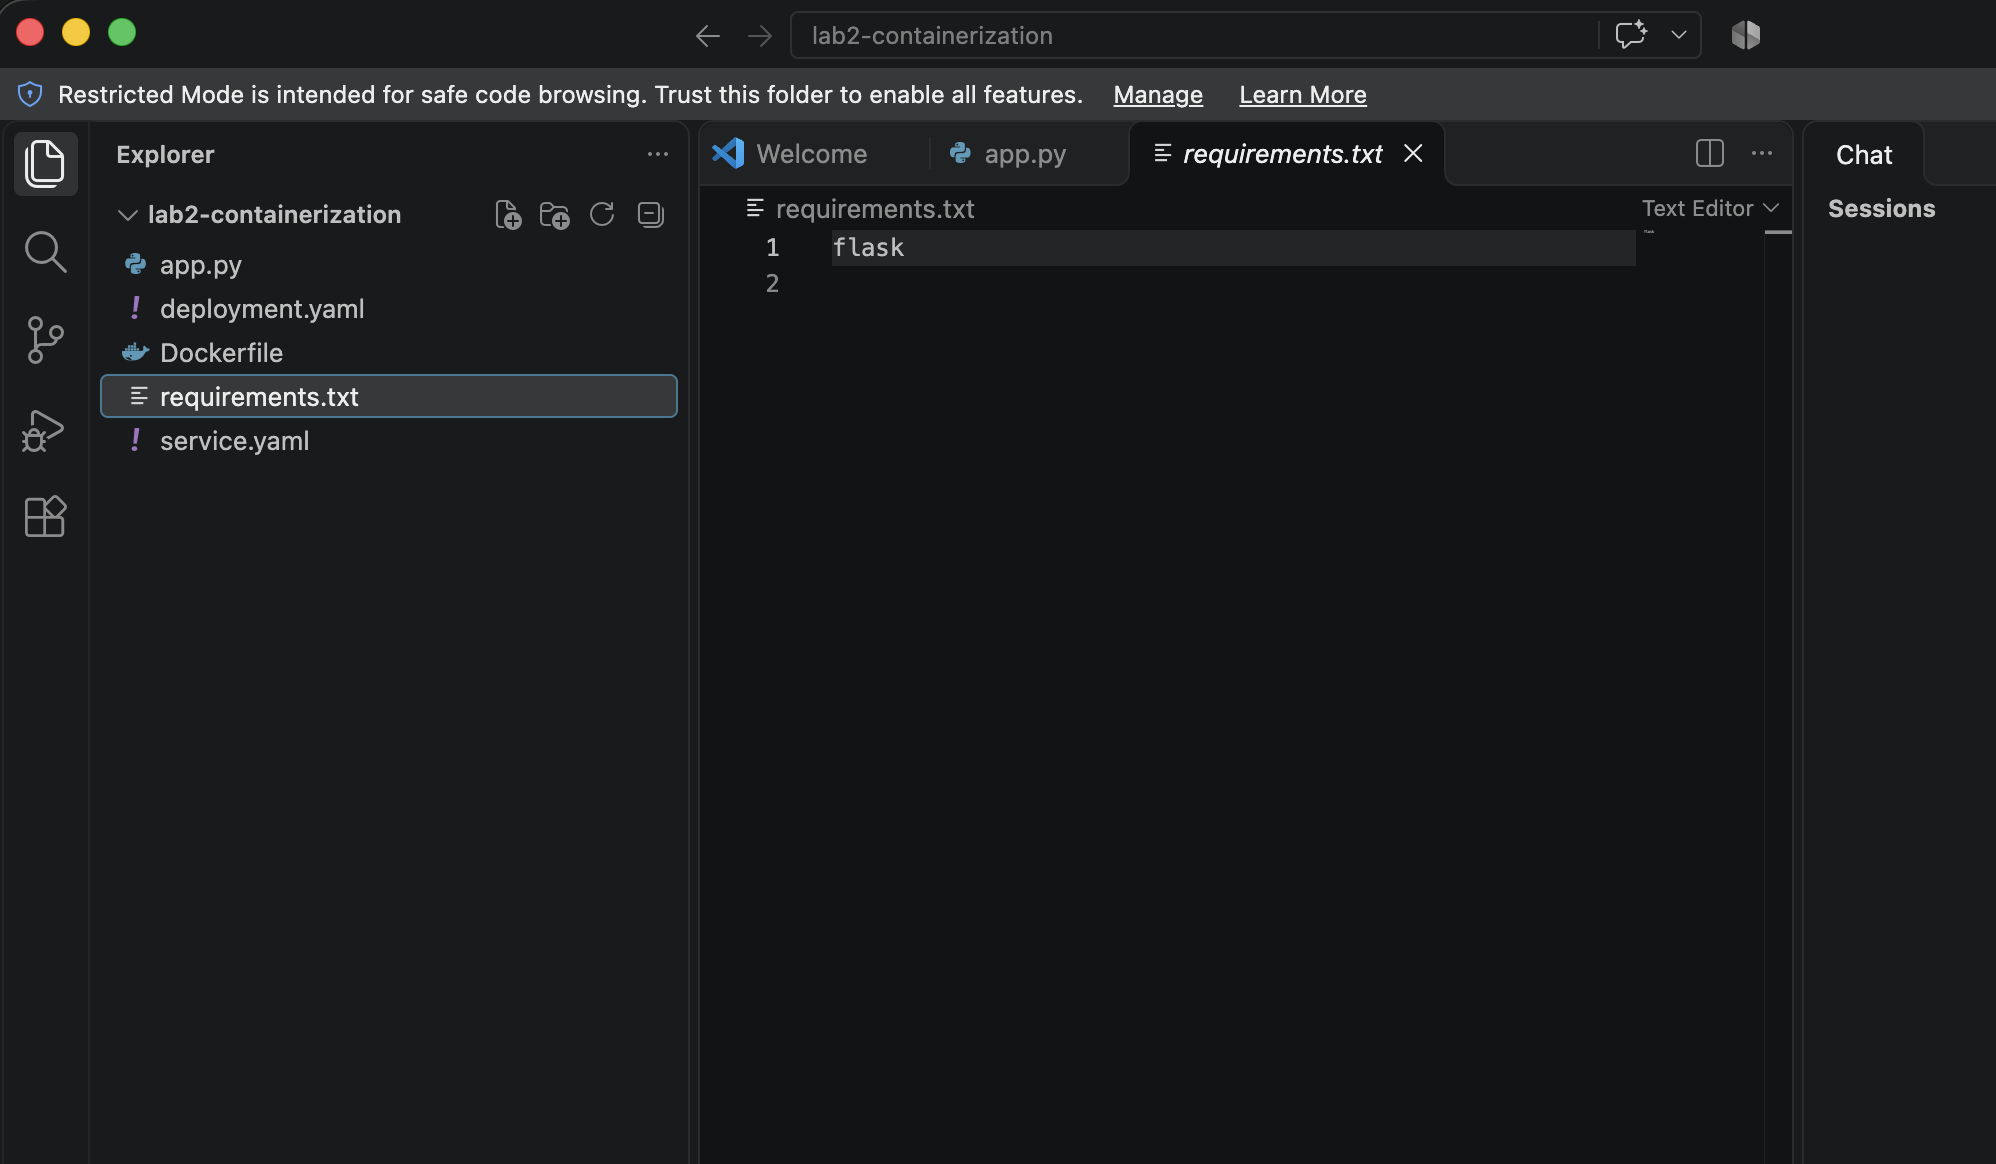 lab2-containerization
Restricted Mode is intended for safe code browsing. Trust this folder to enable all features. Manage Learn More
Explorer
lab2-containerization
app.py
deployment.yaml
Dockerfile
requirements.txt
service.yaml
Welcome app.py requirements.txt
requirements.txt Text Editor
1 flask
2
Chat
Sessions